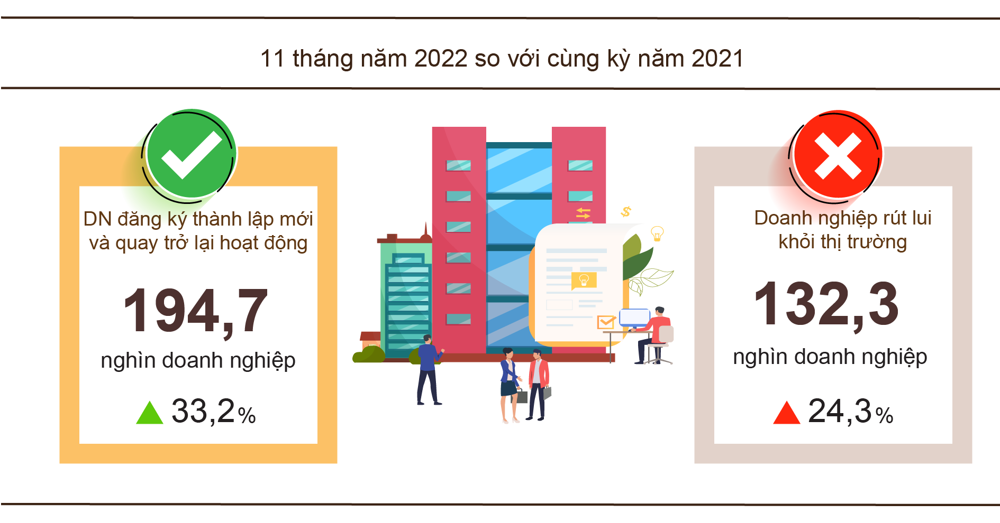 11 tháng năm 2022 so với cùng kỳ năm 2021
DN đăng ký thành lập mới
và quay trở lại hoạt động
194,7
nghìn doanh nghiệp
33,2%
$
Doanh nghiệp rút lui
khỏi thị trường
132,3
nghìn doanh nghiệp
24,3%